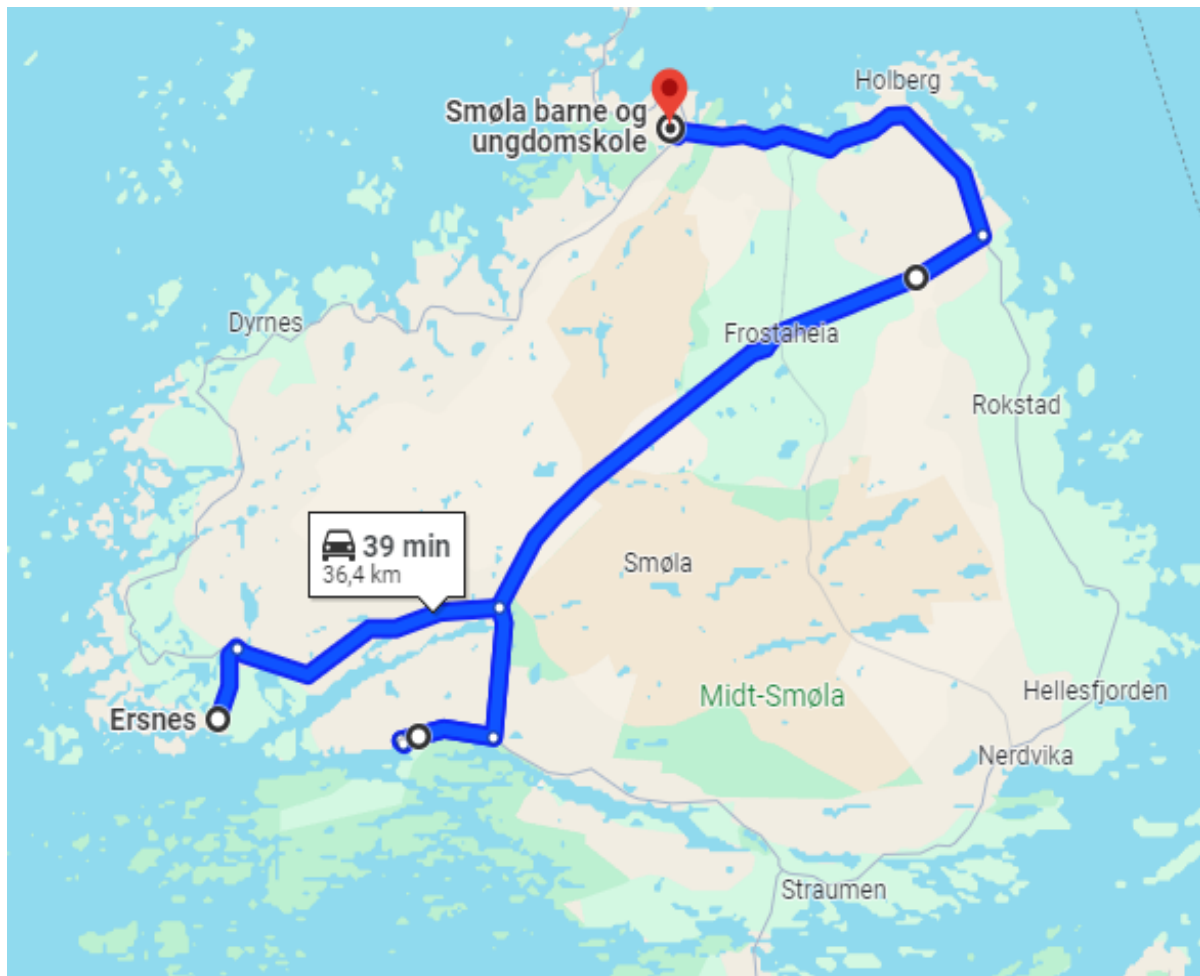 Holberg
Smøla barne og
ungdomskole
Dyrnes
Frostaheia
Rokstad
39 min
36,4 km
Smøla
Midt-Smøla
Hellesfjorden
Ersnes
Nerdvika
Straumen